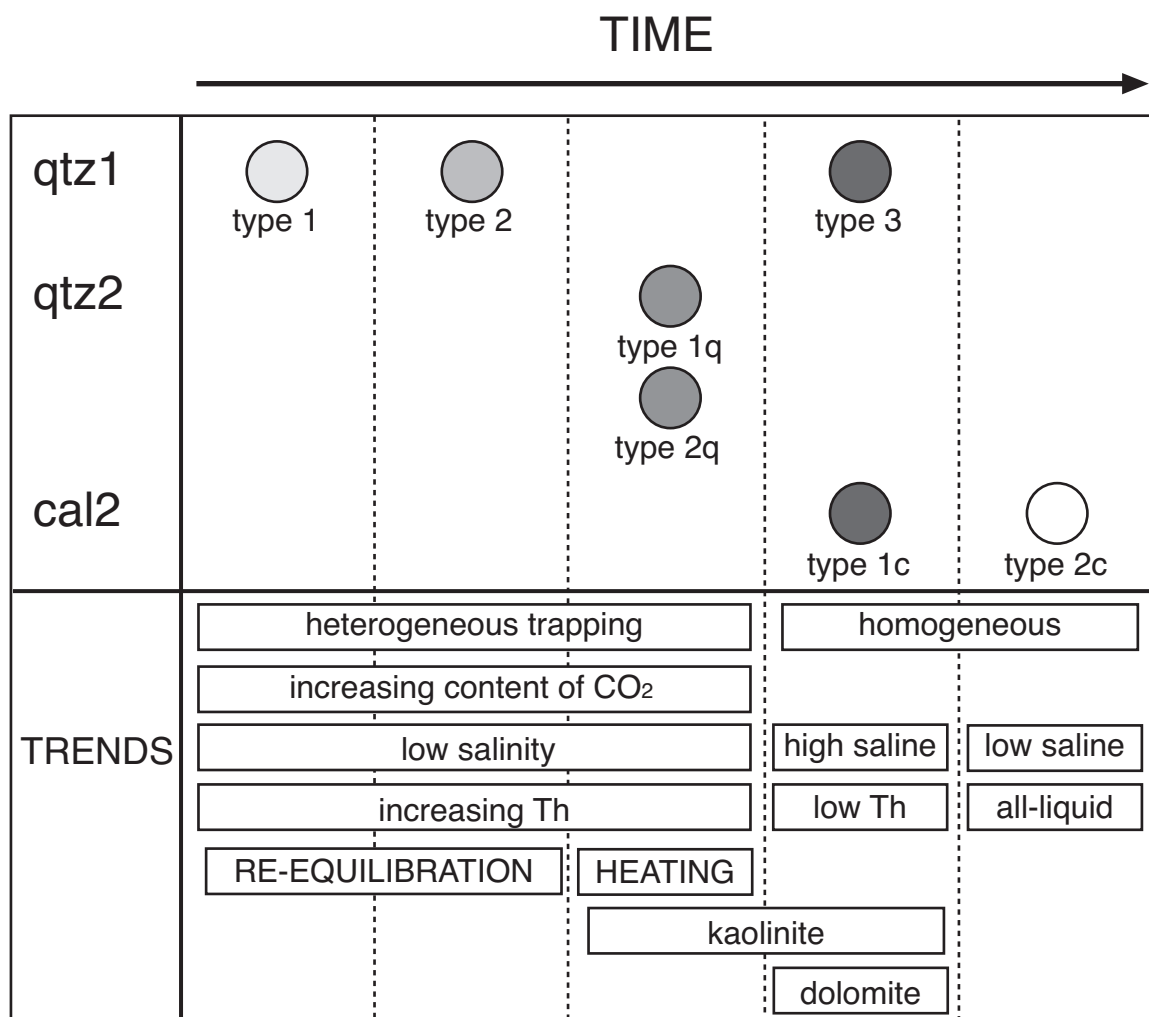 TIME
qtz1
type 1
type 2
type 3
qtz2
type 1q
type 2q
cal2
type 1c
type 2c
heterogeneous trapping
homogeneous
increasing content of CO₂
TRENDS
low salinity
high saline
low saline
increasing Th
low Th
all-liquid
RE-EQUILIBRATION
HEATING
kaolinite
dolomite